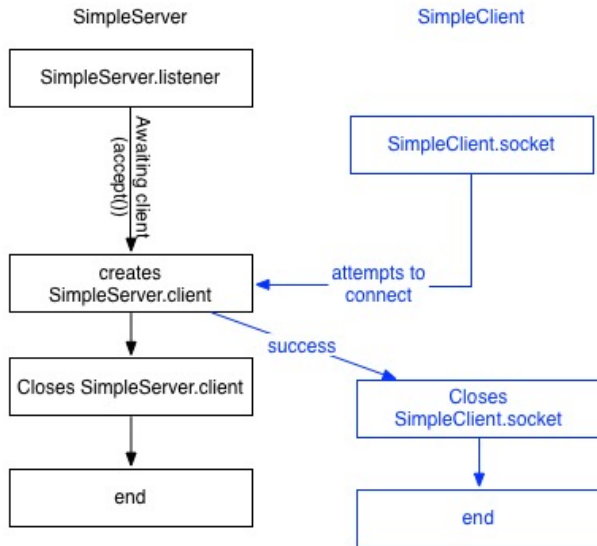 SimpleServer
SimpleClient
SimpleServer.listener
Awaiting client
(accept())
SimpleClient.socket
creates
SimpleServer.client
attempts to
connect
success
Closes SimpleServer.client
Closes
SimpleClient.socket
end
end